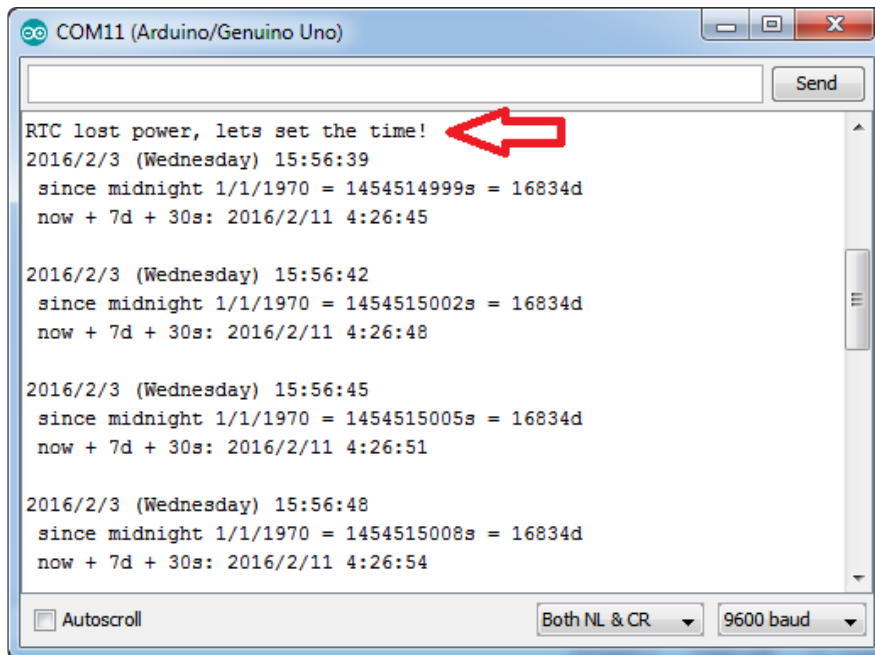 COM11 (Arduino/Genuino Uno)
Send
RTC lost power, lets set the time!
2016/2/3 (Wednesday) 15:56:39
since midnight 1/1/1970 = 1454514999s = 16834d
now + 7d + 30s: 2016/2/11 4:26:45
2016/2/3 (Wednesday) 15:56:42
since midnight 1/1/1970 = 1454515002s = 16834d
now + 7d + 30s: 2016/2/11 4:26:48
2016/2/3 (Wednesday) 15:56:45
since midnight 1/1/1970 = 1454515005s = 16834d
now + 7d + 30s: 2016/2/11 4:26:51
2016/2/3 (Wednesday) 15:56:48
since midnight 1/1/1970 = 1454515008s = 16834d
now + 7d + 30s: 2016/2/11 4:26:54
Autoscroll Both NL & CR 9600 baud